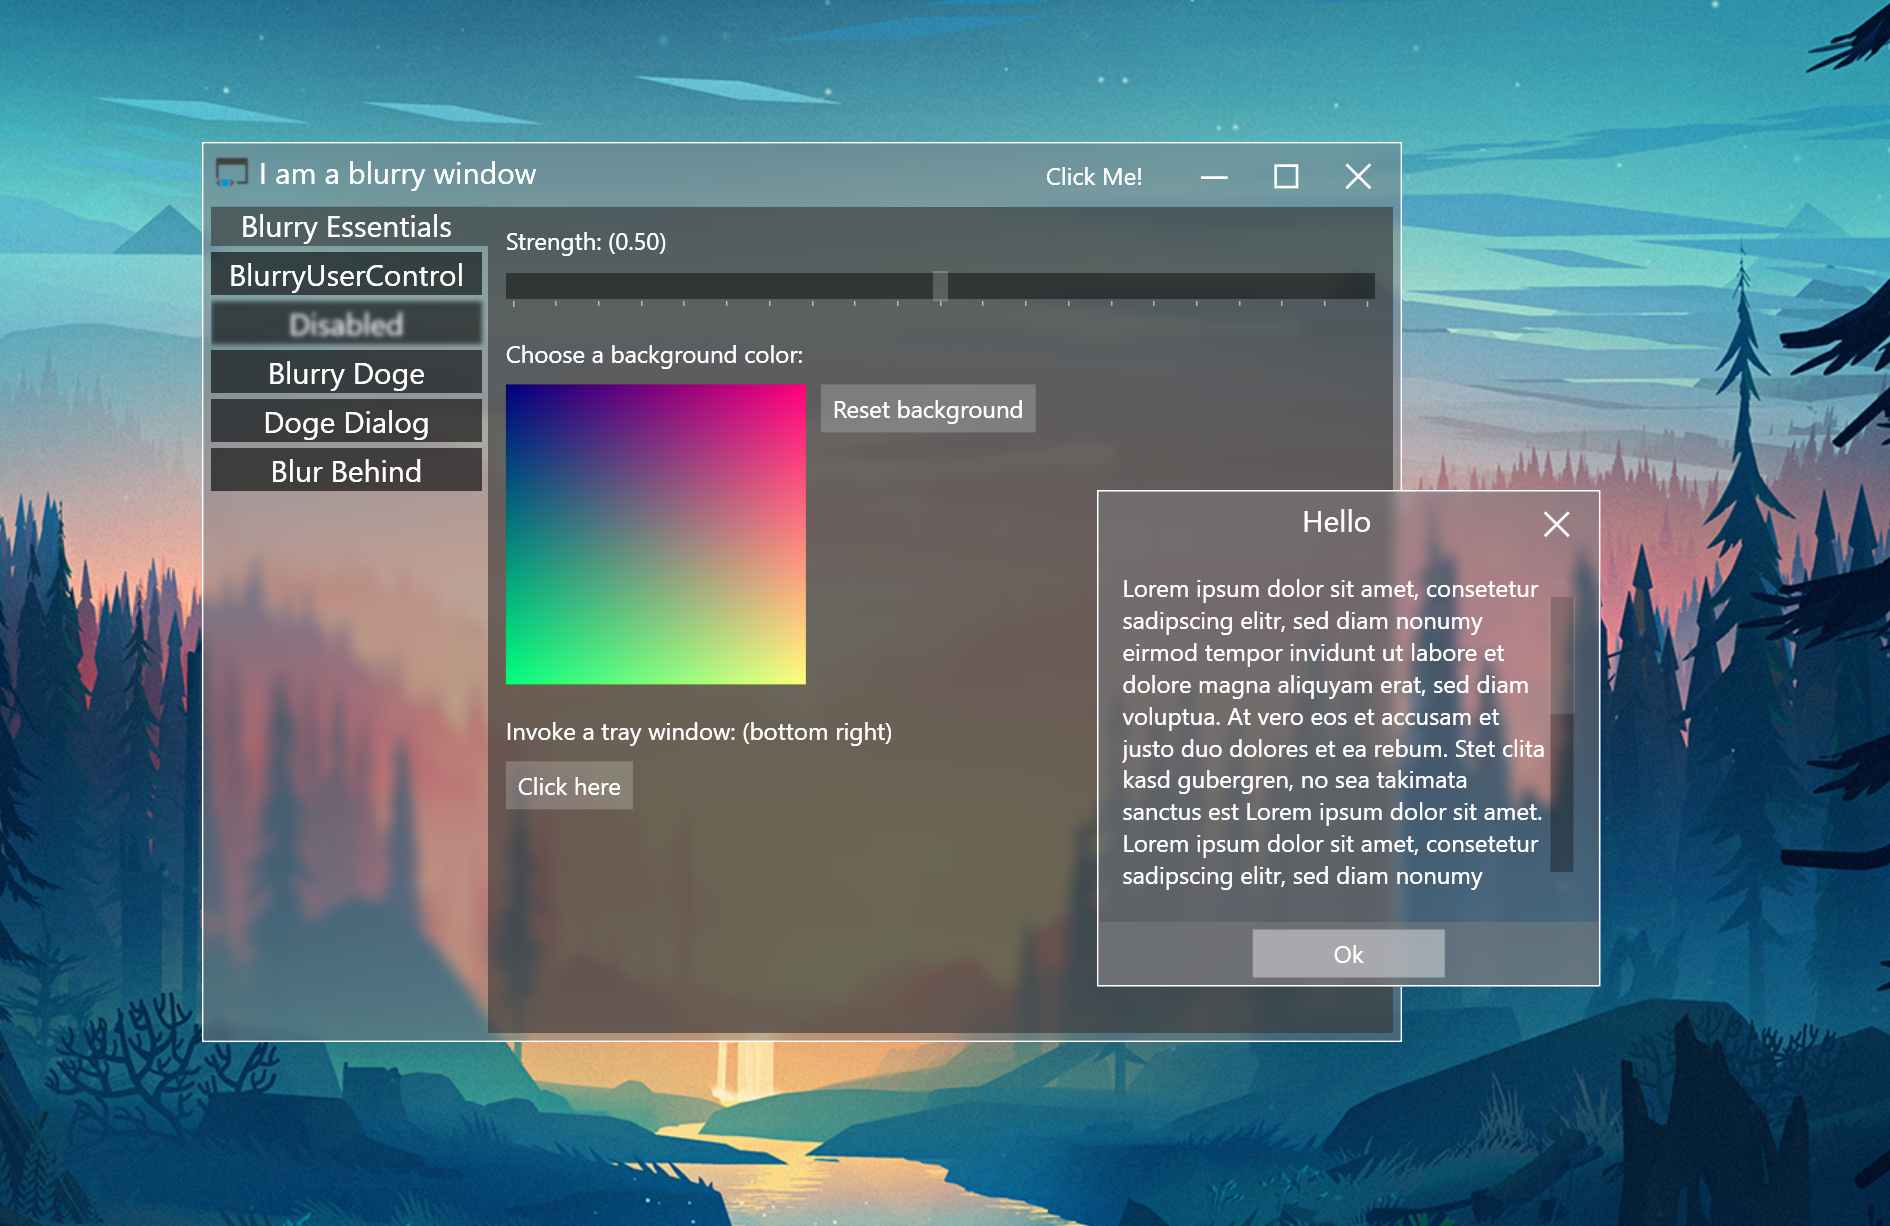 I am a blurry window
Click Me!
Blurry Essentials
BlurryUserControl
Disabled
Blurry Doge
Doge Dialog
Blur Behind
Strength: (0.50)
Choose a background color:
Reset background
Invoke a tray window: (bottom right)
Click here
Hello
Lorem ipsum dolor sit amet, consetetur
sadipscing elitr, sed diam nonumy
eirmod tempor invidunt ut labore et
dolore magna aliquyam erat, sed diam
voluptua. At vero eos et accusam et
justo duo dolores et ea rebum. Stet clita
kasd gubergren, no sea takimata
sanctus est Lorem ipsum dolor sit amet.
Lorem ipsum dolor sit amet, consetetur
sadipscing elitr, sed diam nonumy
Ok